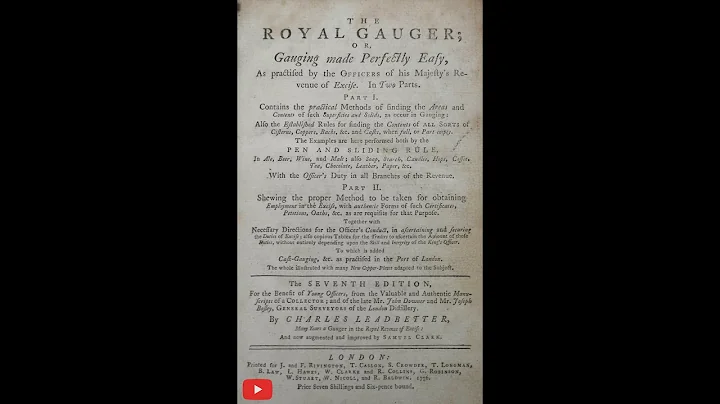 THE
ROYAL GAUGER;
OR,
Gauging made Perfectly Easy,
As practised by the OFFICERS of his Majesty's Re-
venue of Excise. In Two Parts.
PART I.
Contains the practical Methods of finding the Areas and
Contents of such Superficies and Solids, as occur in Gauging;
Also the Established Rules for finding the Contents of ALL SORTS of
Cisterns, Coppers, Backs, &c. and Casks, when full, or Part empty.
The Examples are here performed both by the
PEN AND SLIDING RULE,
In Ale, Beer, Wine, and Malt; also Soap, Starch, Candles, Hops, Coffee,
Tea, Chocolate, Leather, Paper, &c.
With the Officer's Duty in all Branches of the Revenue.
PART II.
Shewing the proper Method to be taken for obtaining
Employment in the Excise, with authentic Forms of such Certificates,
Petitions, Oaths, &c. as are requisite for that Purpose.
Together with
Necessary Directions for the Officer's Conduct, in ascertaining and securing
the Duties of Excise; also copious Tables for the Traders to ascertain the Amount of those
Duties, without entirely depending upon the Skill and Integrity of the King's Officer.
To which is added
Cask-Gauging, &c. as practised in the Port of London.
The whole illustrated with many New Copper-Plates adapted to the Subject.
The SEVENTH EDITION,
For the Benefit of Young Officers, from the Valuable and Authentic Manu-
scripts of a COLLECTOR; and of the late Mr. John Dovener and Mr. Joseph
GENERAL SURVEYORS of the London Distillery.
By CHARLES LEADBETTER,
Many Years a Gauger in the Royal Revenue of Excise:
And now augmented and improved by SAMUEL CLARK.
LONDON:
Printed for J. and F. RIVINGTON, T. CASLON, S. CROWDER, T. LONGMAN,
B. LAW, L. HAWES, W. CLARKE and R. COLLINS, G. ROBINSON,
W. STUART, W. NICOLL, and R. BALDWIN. 1776.
Price Seven Shillings and Six-pence bound.